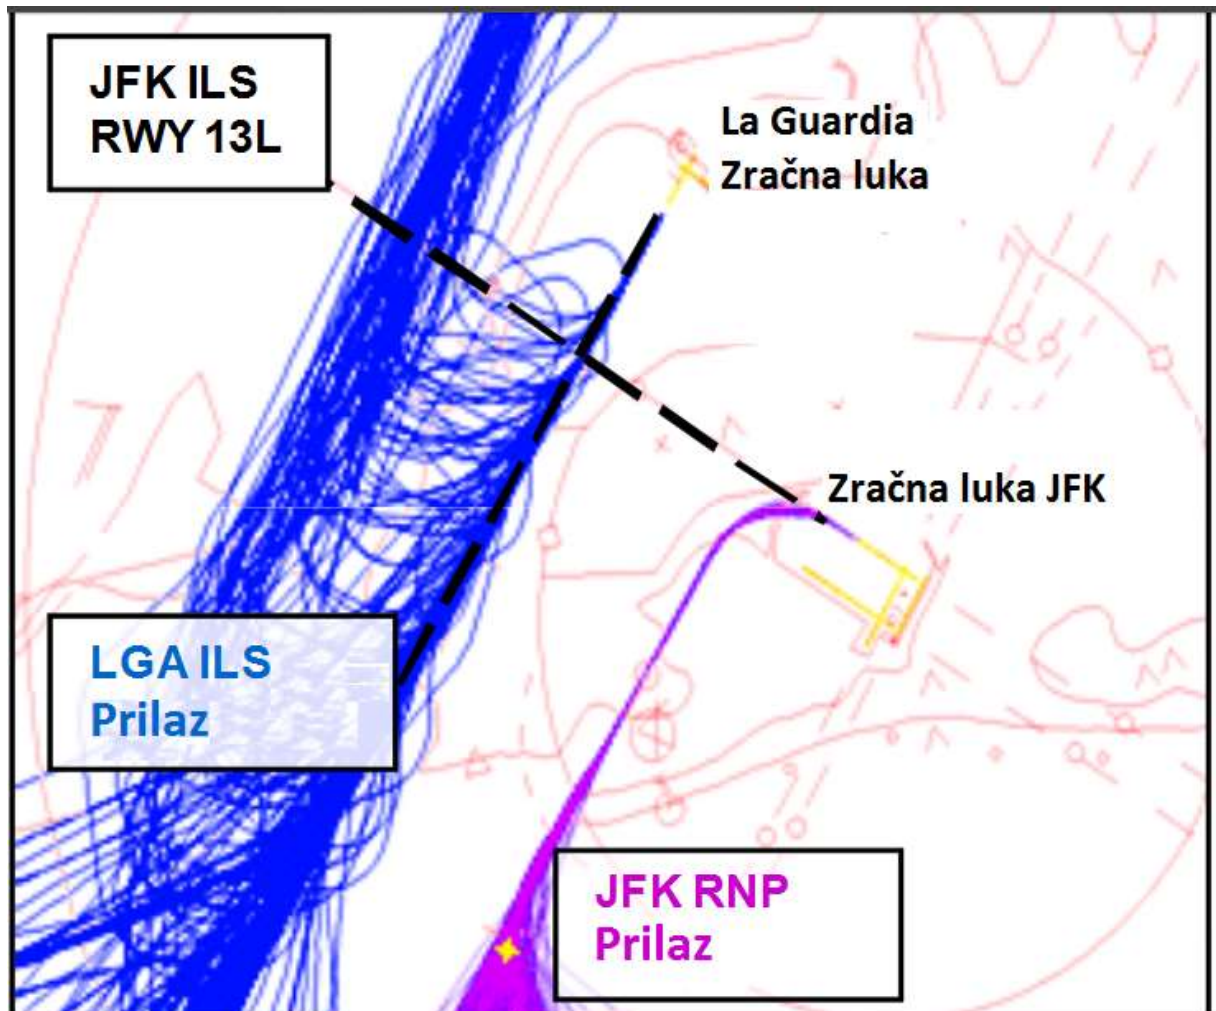 JFK ILS
RWY 13L
La Guardia
Zračna luka
Zračna luka JFK
LGA ILS
Prilaz
JFK RNP
Prilaz